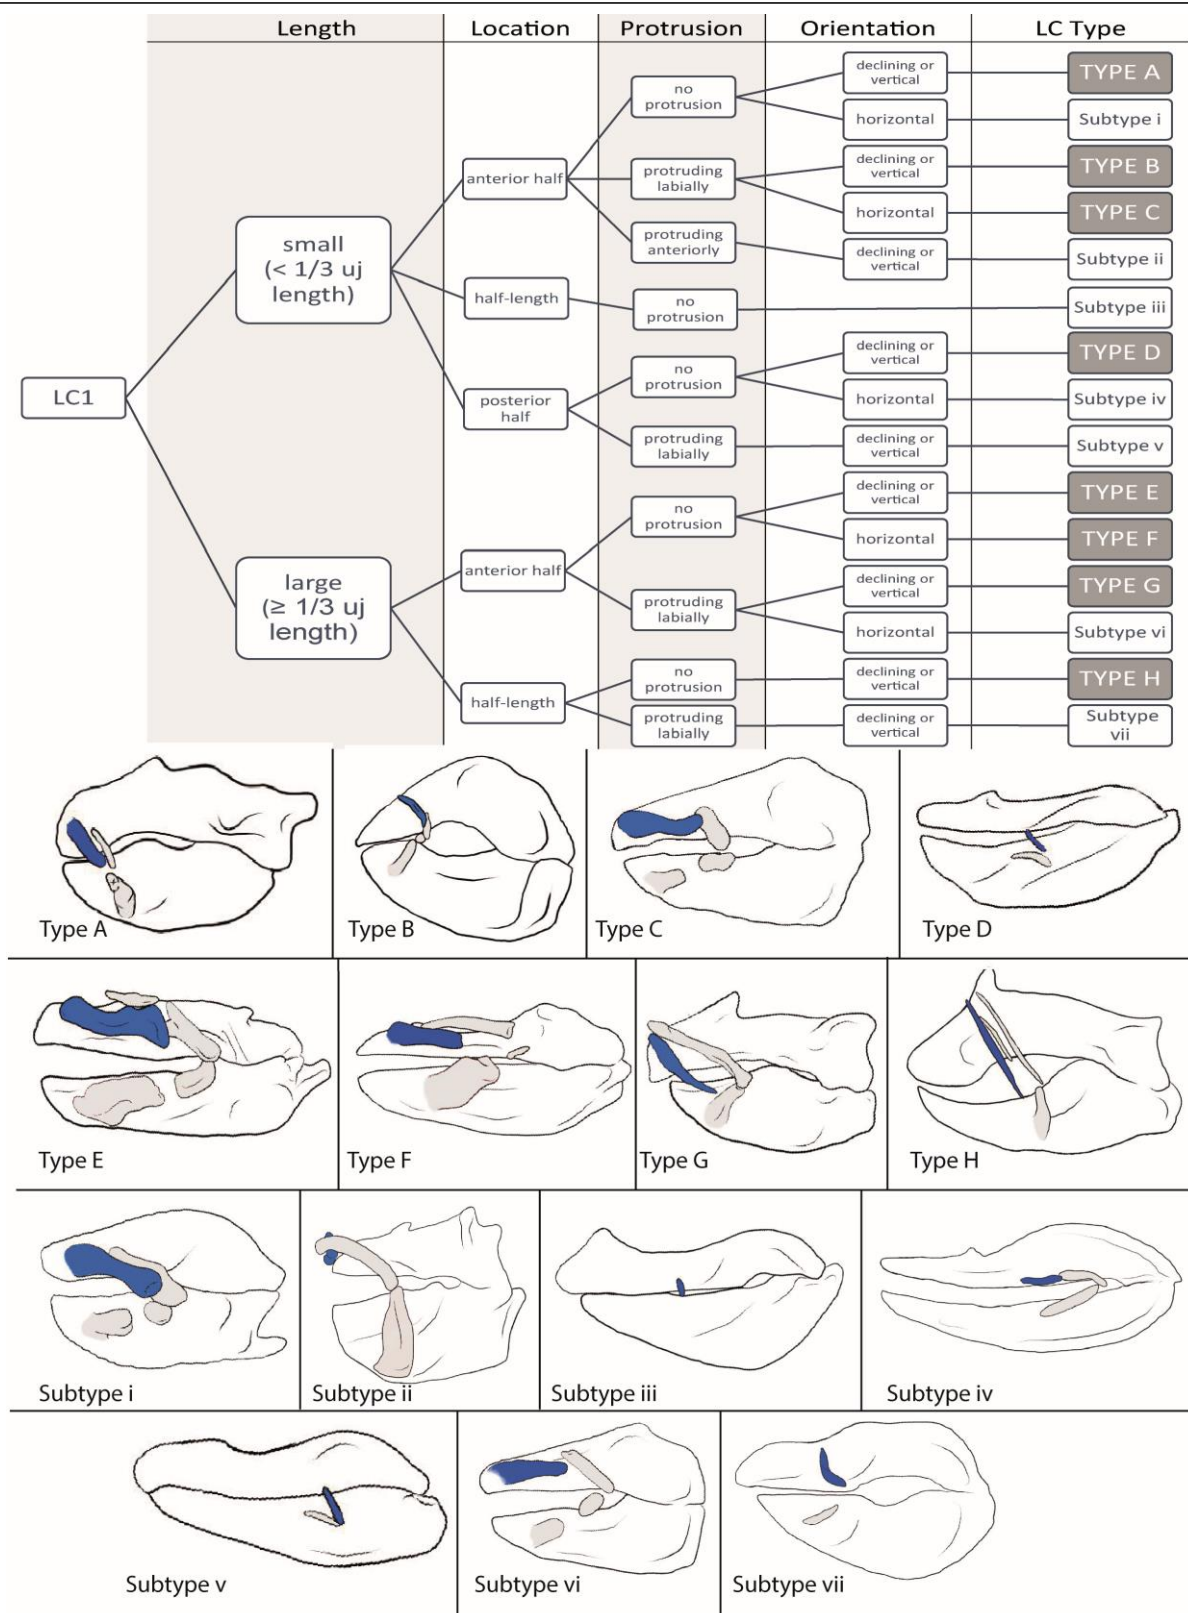 Length Location Protrusion Orientation LC Type
declining or
vertical
TYPE A
no
protrusion
horizontal
Subtype i
anterior half
protruding
labially
declining or
vertical
TYPE B
horizontal
TYPE C
small
(< 1/3 uj
length)
protruding
anteriorly
declining or
vertical
Subtype ii
half-length
no
protrusion
Subtype iii
LC1
posterior
half
no
protrusion
declining or
vertical
TYPE D
horizontal
Subtype iv
protruding
labially
declining or
vertical
Subtype v
large
(≥ 1/3 uj
length)
anterior half
no
protrusion
declining or
vertical
TYPE E
horizontal
TYPE F
protruding
labially
declining or
vertical
TYPE G
horizontal
Subtype vi
half-length
no
protrusion
declining or
vertical
TYPE H
protruding
labially
declining or
vertical
Subtype
vii
Type A
Type B
Type C
Type D
Type E
Type F
Type G
Type H
Subtype i
Subtype ii
Subtype iii
Subtype iv
Subtype v
Subtype vi
Subtype vii